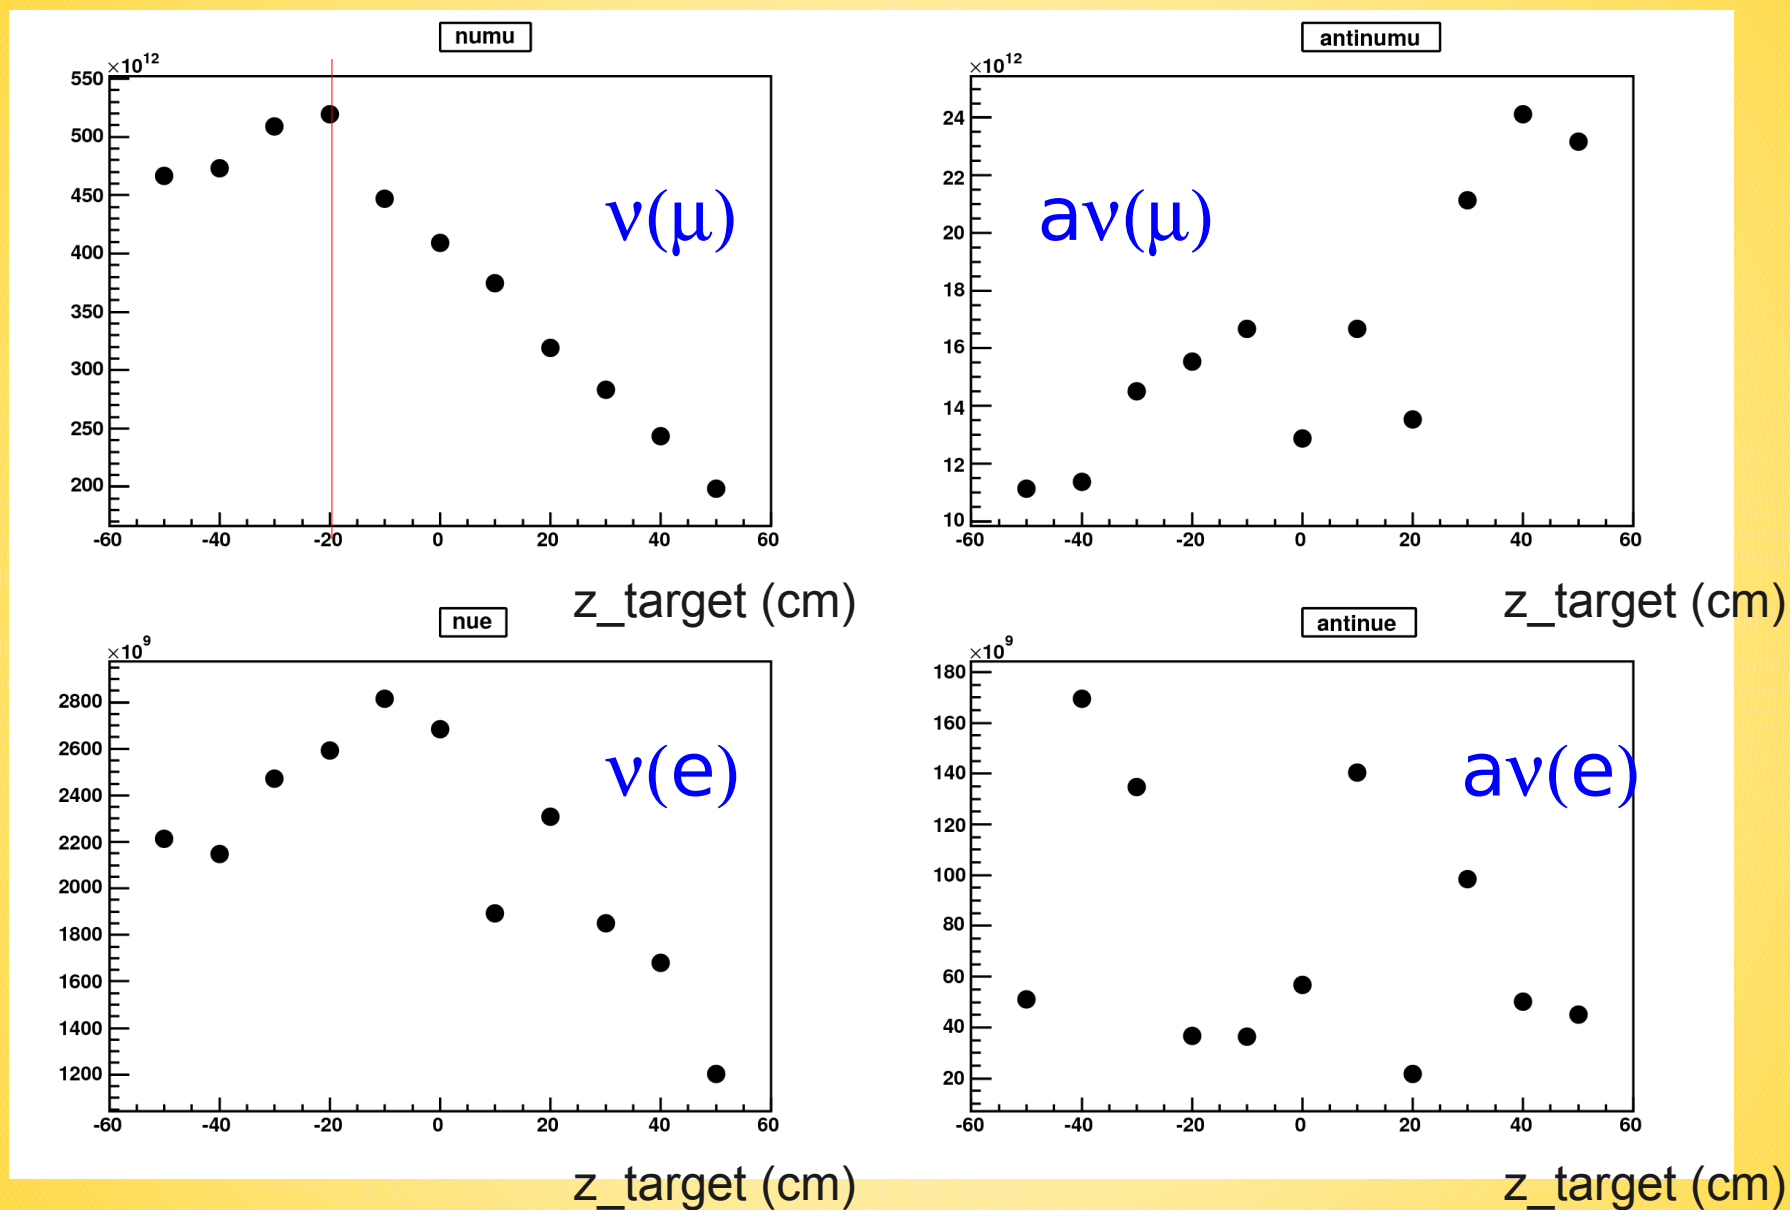 numu
×10¹²
550
500
450
400
350
300
250
200
-60 -40 -20 0 20 40 60
ν(μ)
z_target (cm)
antinumu
×10¹²
24
22
20
18
16
14
12
10
-60 -40 -20 0 20 40 60
aν(μ)
z_target (cm)
nue
×10⁹
2800
2600
2400
2200
2000
1800
1600
1400
1200
-60 -40 -20 0 20 40 60
ν(e)
z_target (cm)
antinue
×10⁹
180
160
140
120
100
80
60
40
20
-60 -40 -20 0 20 40 60
aν(e)
z_target (cm)